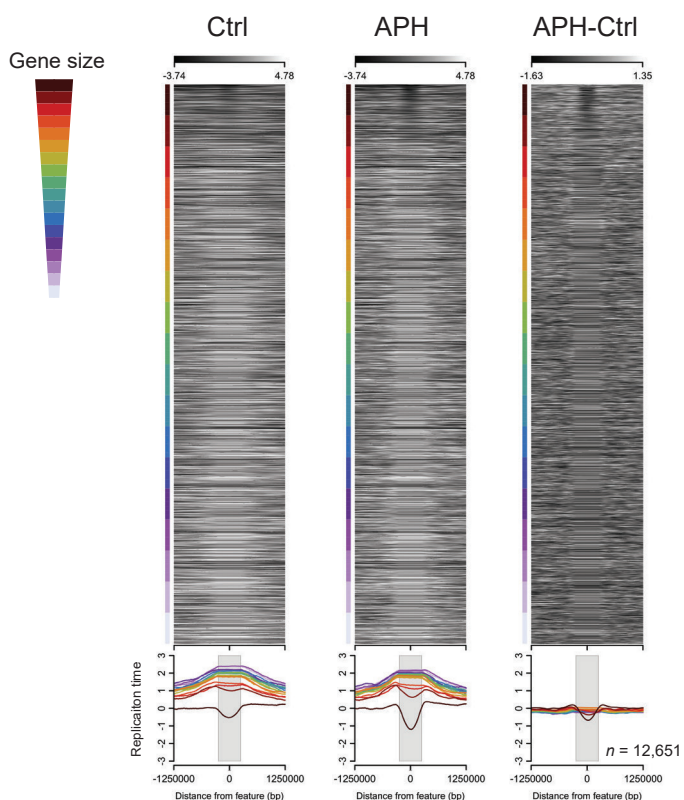 Ctrl APH APH-Ctrl
Gene size
-3.74 4.78 -3.74 4.78 -1.63 1.35
Replicaiton time
3 3 3
2 2 2
1 1 1
0 0 0
-1 -1 -1
-2 -2 -2
-3 -3 -3
n = 12,651
-1250000 0 1250000 -1250000 0 1250000 -1250000 0 1250000
Distance from feature (bp) Distance from feature (bp) Distance from feature (bp)